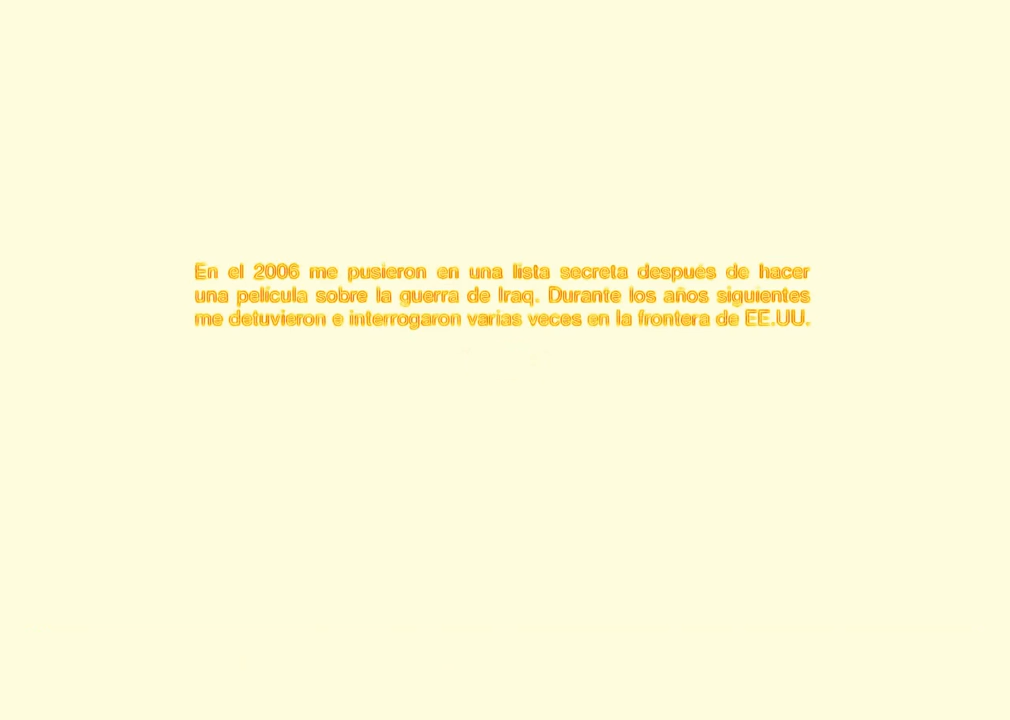 En el 2006 me pusieron en una lista secreta después de hacer
una película sobre la guerra de Iraq. Durante los años siguientes
me detuvieron e interrogaron varias veces en la frontera de EE.UU.